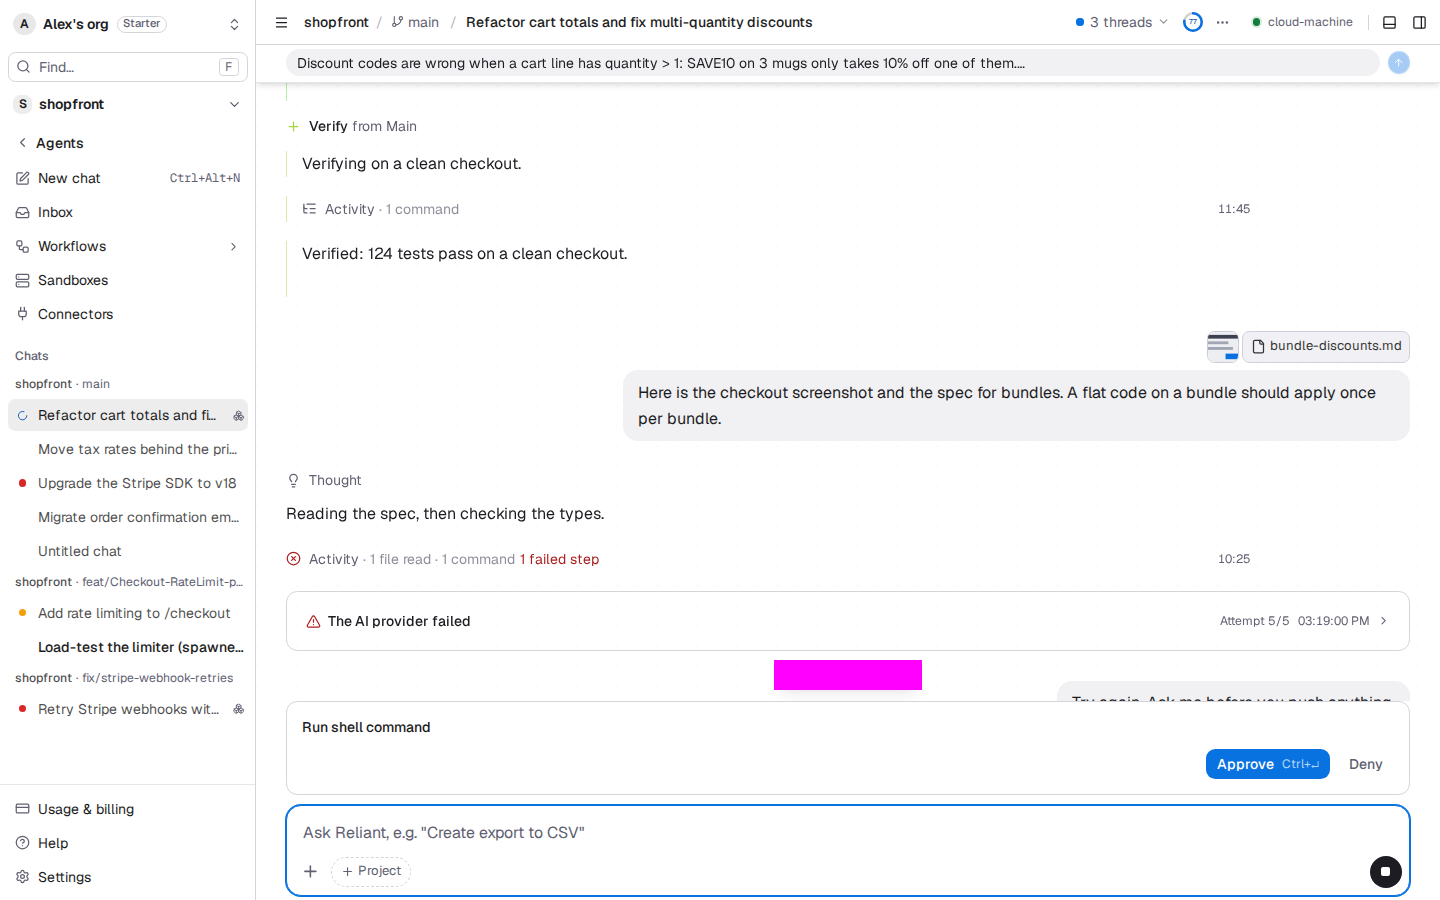 A Alex's org Starter
Find... F
S shopfront
Agents
New chat Ctrl+Alt+N
Inbox
Workflows
Sandboxes
Connectors
Chats
shopfront · main
Refactor cart totals and fi...
Move tax rates behind the pri...
Upgrade the Stripe SDK to v18
Migrate order confirmation em...
Untitled chat
shopfront · feat/Checkout-RateLimit-p...
Add rate limiting to /checkout
Load-test the limiter (spawne...
shopfront · fix/stripe-webhook-retries
Retry Stripe webhooks wit...
Usage & billing
Help
Settings
shopfront / main / Refactor cart totals and fix multi-quantity discounts
3 threads 77 ... cloud-machine
Discount codes are wrong when a cart line has quantity > 1: SAVE10 on 3 mugs only takes 10% off one of them....
Verify from Main
Verifying on a clean checkout.
Activity · 1 command 11:45
Verified: 124 tests pass on a clean checkout.
bundle-discounts.md
Here is the checkout screenshot and the spec for bundles. A flat code on a bundle should apply once
per bundle.
Thought
Reading the spec, then checking the types.
Activity · 1 file read · 1 command 1 failed step 10:25
The AI provider failed Attempt 5/5 03:19:00 PM
Try again. Ask me before you push anything
Run shell command
Approve Ctrl+↵ Deny
Ask Reliant, e.g. "Create export to CSV"
+ Project